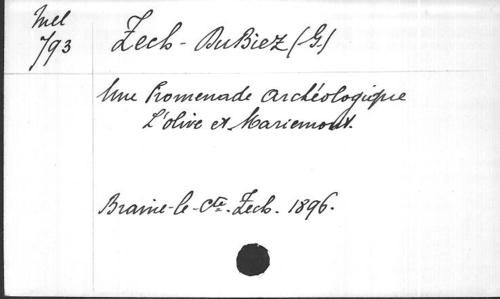 Mel
793
Zech-DuBiez (G.)
Une Promenade archéologique
L'olive et Mariemont.
Braine-le-Cte. Zech. 1896.